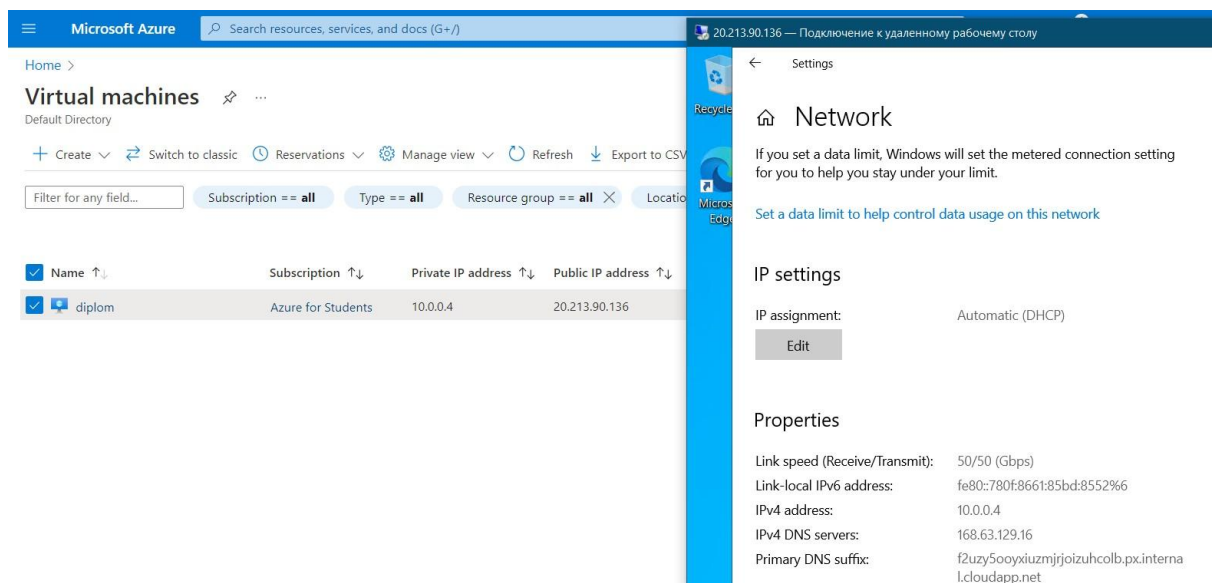 Microsoft Azure
Search resources, services, and docs (G+/)
Home >
Virtual machines ...
Default Directory
Create
Switch to classic
Reservations
Manage view
Refresh
Export to CSV
Filter for any field...
Subscription == all
Type == all
Resource group == all
Name
Subscription
Private IP address
Public IP address
diplom
Azure for Students
10.0.0.4
20.213.90.136
20.213.90.136 — Подключение к удаленному рабочему столу
Settings
Network
If you set a data limit, Windows will set the metered connection setting
for you to help you stay under your limit.
Set a data limit to help control data usage on this network
IP settings
IP assignment: Automatic (DHCP)
Edit
Properties
Link speed (Receive/Transmit): 50/50 (Gbps)
Link-local IPv6 address: fe80::780f:8661:85bd:8552%6
IPv4 address: 10.0.0.4
IPv4 DNS servers: 168.63.129.16
Primary DNS suffix: f2uzy5ooyxiuzmjrjoizuhcolb.px.interna
l.cloudapp.net